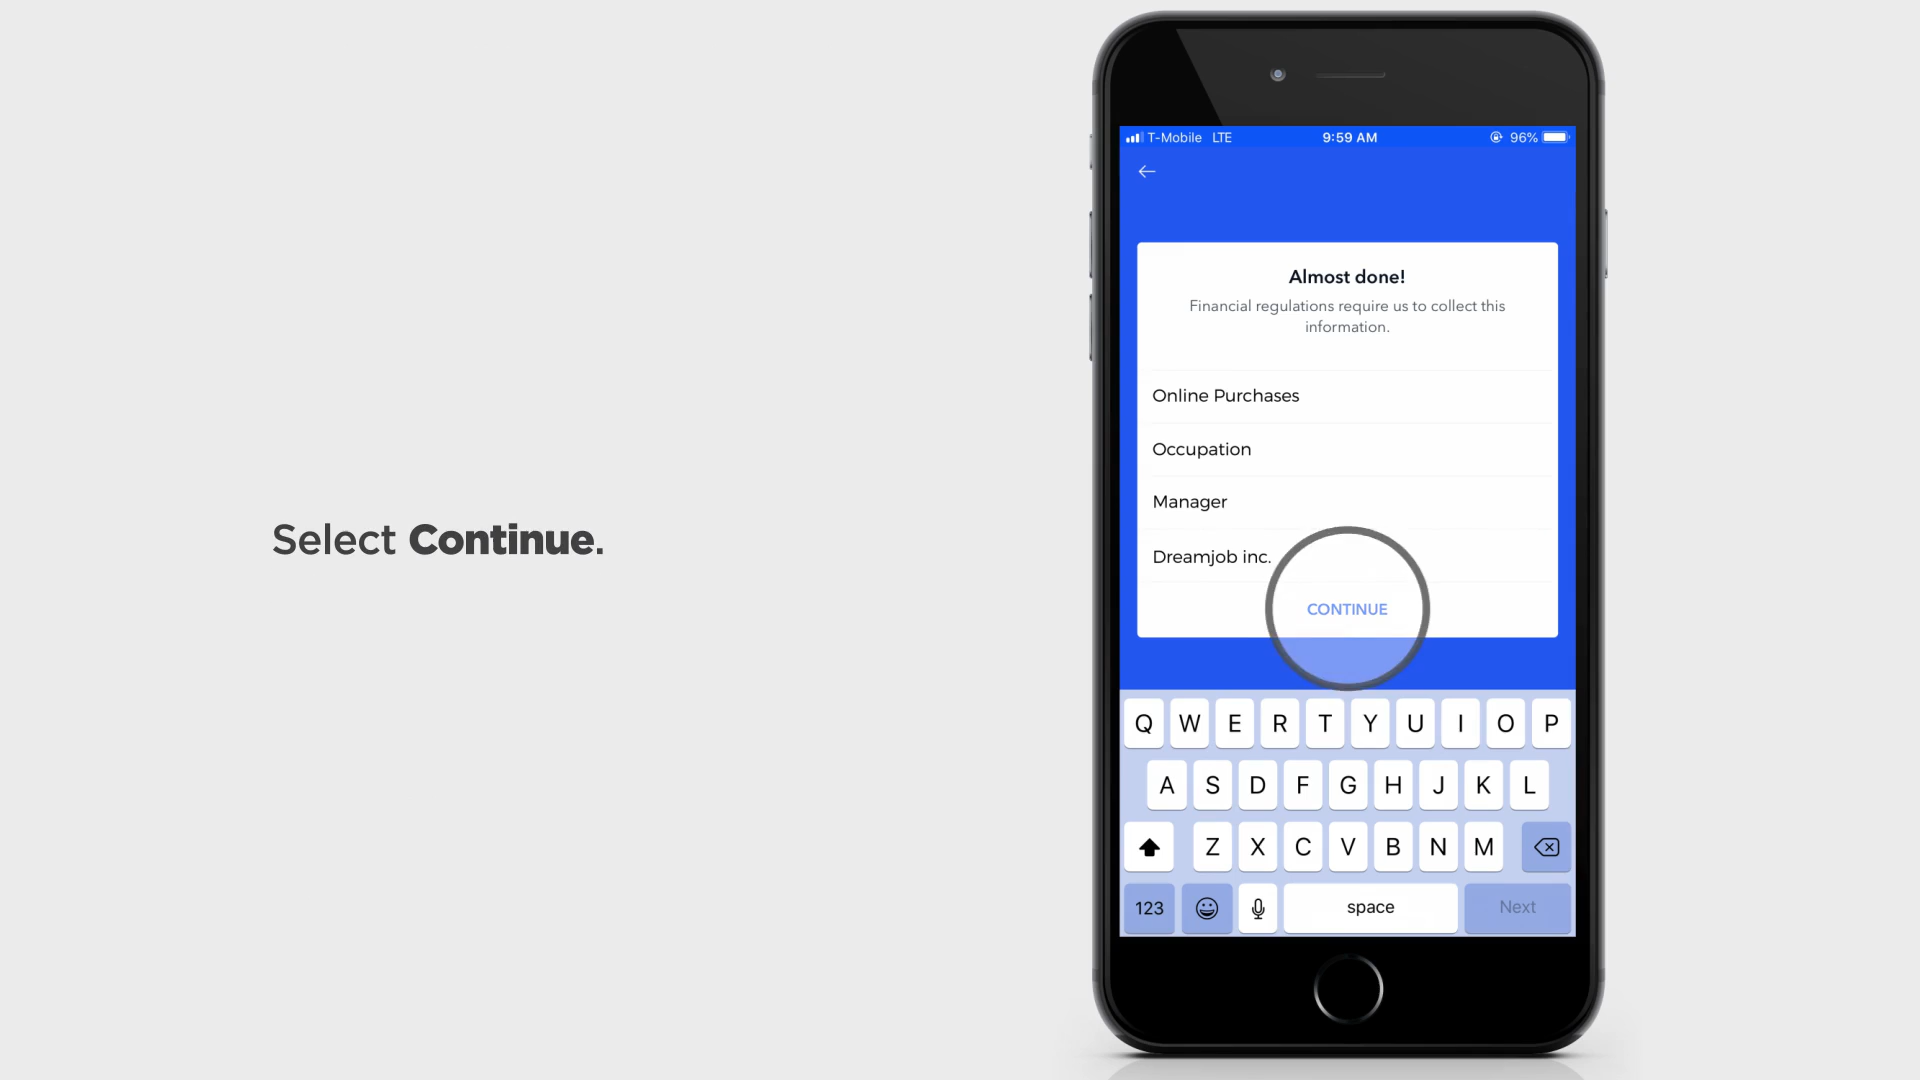 Select Continue.
T-Mobile LTE 9:59 AM 96%
Almost done!
Financial regulations require us to collect this
information.
Online Purchases
Occupation
Manager
Dreamjob inc.
CONTINUE
Q W E R T Y U I O P
A S D F G H J K L
Z X C V B N M
123 space Next